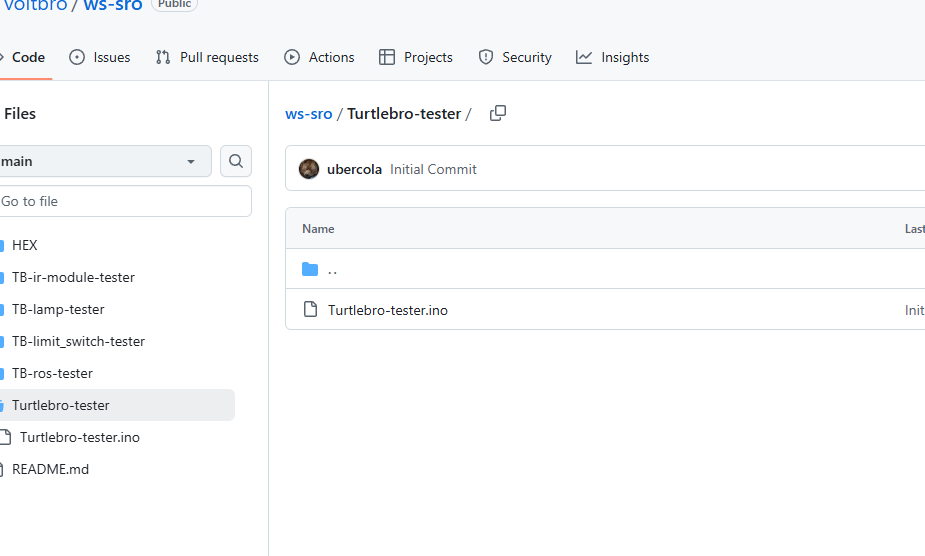 voltbro / ws-sro Public
Code Issues Pull requests Actions Projects Security Insights
Files
main
Go to file
HEX
TB-ir-module-tester
TB-lamp-tester
TB-limit_switch-tester
TB-ros-tester
Turtlebro-tester
Turtlebro-tester.ino
README.md
ws-sro / Turtlebro-tester /
ubercola Initial Commit
Name Last
..
Turtlebro-tester.ino Init